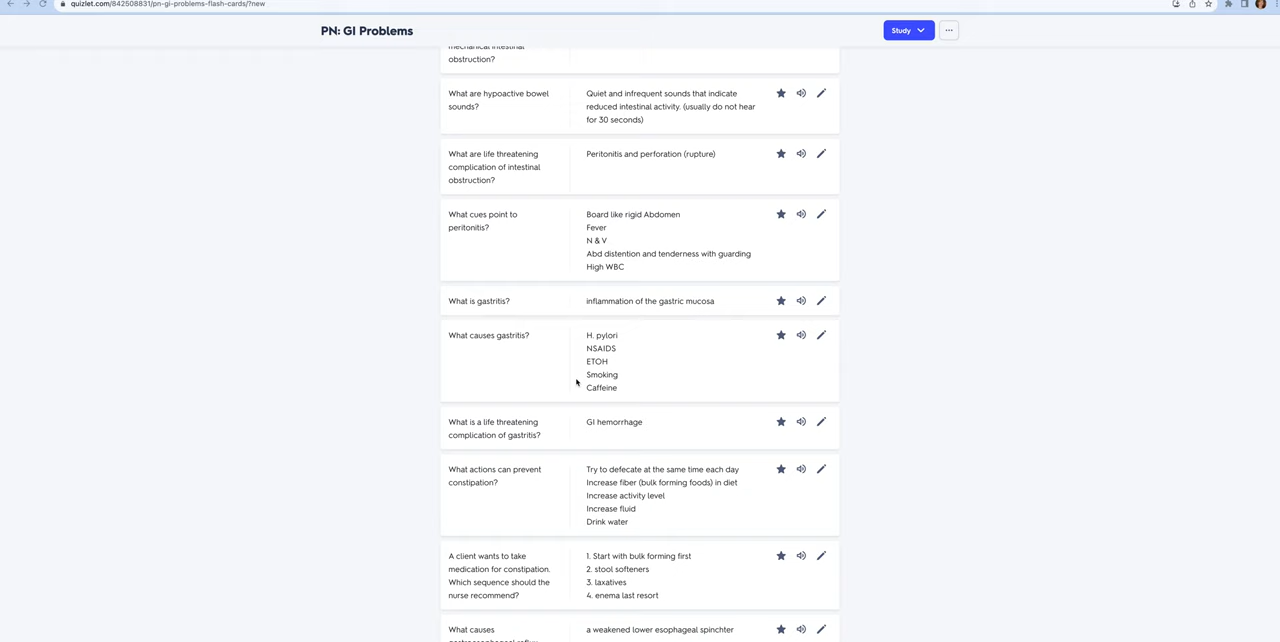 quizlet.com/842508831/pn-gi-problems-flash-cards/?new
PN: GI Problems
Study
mechanical intestinal
obstruction?
What are hypoactive bowel
sounds?
Quiet and infrequent sounds that indicate
reduced intestinal activity. (usually do not hear
for 30 seconds)
What are life threatening
complication of intestinal
obstruction?
Peritonitis and perforation (rupture)
What cues point to
peritonitis?
Board like rigid Abdomen
Fever
N & V
Abd distention and tenderness with guarding
High WBC
What is gastritis?
inflammation of the gastric mucosa
What causes gastritis?
H. pylori
NSAIDS
ETOH
Smoking
Caffeine
What is a life threatening
complication of gastritis?
GI hemorrhage
What actions can prevent
constipation?
Try to defecate at the same time each day
Increase fiber (bulk forming foods) in diet
Increase activity level
Increase fluid
Drink water
A client wants to take
medication for constipation.
Which sequence should the
nurse recommend?
1. Start with bulk forming first
2. stool softeners
3. laxatives
4. enema last resort
What causes
gastroesophageal reflux
a weakened lower esophageal spinchter